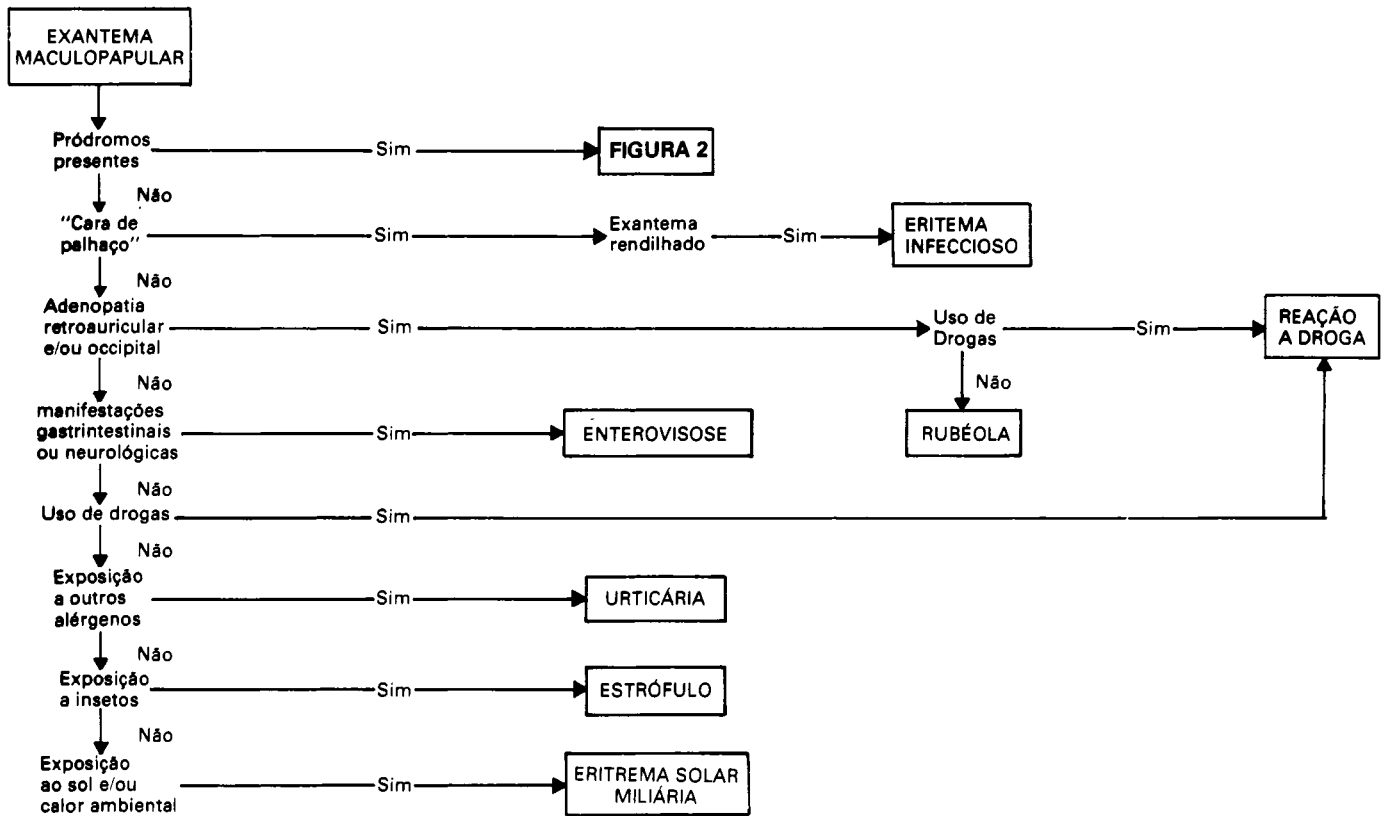 EXANTEMA
MACULOPAPULAR
Pródromos
presentes
Sim
FIGURA 2
Não
"Cara de
palhaço"
Sim
Exantema
rendilhado
Sim
ERITEMA
INFECCIOSO
Não
Adenopatia
retroauricular
e/ou occipital
Sim
Uso de
Drogas
Sim
REAÇÃO
A DROGA
Não
Não
manifestações
gastrintestinais
ou neurológicas
Sim
ENTEROVISOSE
RUBÉOLA
Não
Uso de drogas
Sim
Não
Exposição
a outros
alérgenos
Sim
URTICÁRIA
Não
Exposição
a insetos
Sim
ESTRÓFULO
Não
Exposição
ao sol e/ou
calor ambiental
Sim
ERITREMA SOLAR
MILIÁRIA